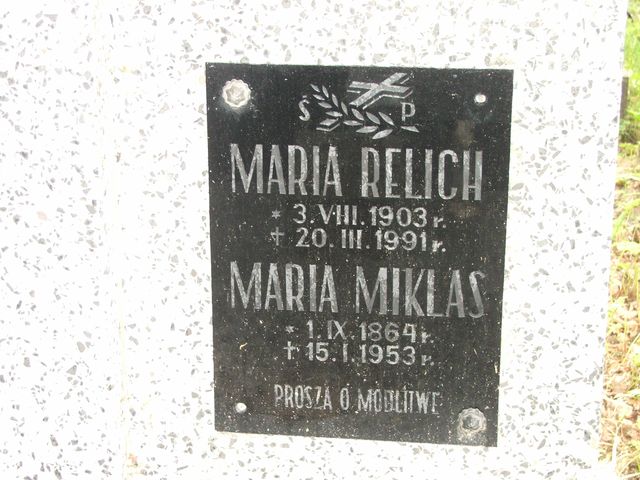 Ś P
MARIA RELICH
* 3. VIII. 1903 r.
† 20. III. 1991 r.
MARIA MIKLAS
* 1. IX. 1864 r.
† 15. I. 1953 r.
PROSZĄ O MODLITWĘ